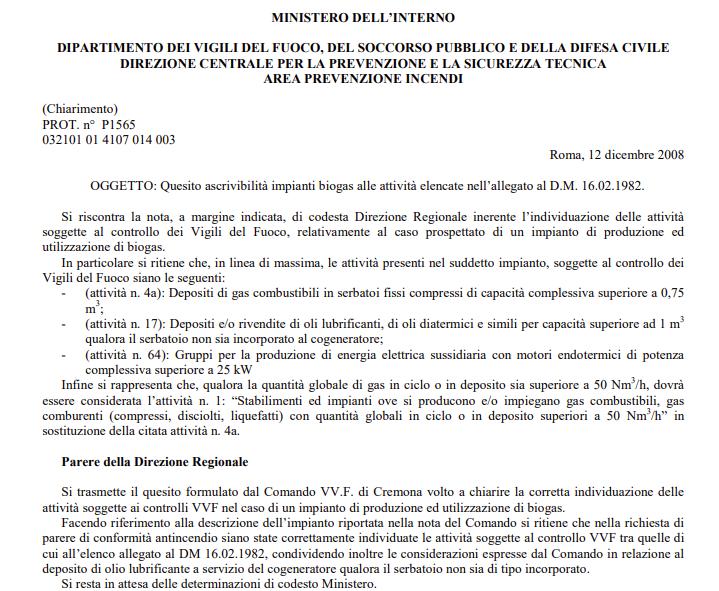 MINISTERO DELL'INTERNO
DIPARTIMENTO DEI VIGILI DEL FUOCO, DEL SOCCORSO PUBBLICO E DELLA DIFESA CIVILE
DIREZIONE CENTRALE PER LA PREVENZIONE E LA SICUREZZA TECNICA
AREA PREVENZIONE INCENDI
(Chiarimento)
PROT. n° P1565
032101 01 4107 014 003
Roma, 12 dicembre 2008
OGGETTO: Quesito ascrivibilità impianti biogas alle attività elencate nell'allegato al D.M. 16.02.1982.
Si riscontra la nota, a margine indicata, di codesta Direzione Regionale inerente l'individuazione delle attività
soggette al controllo dei Vigili del Fuoco, relativamente al caso prospettato di un impianto di produzione ed
utilizzazione di biogas.
In particolare si ritiene che, in linea di massima, le attività presenti nel suddetto impianto, soggette al controllo dei
Vigili del Fuoco siano le seguenti:
- (attività n. 4a): Depositi di gas combustibili in serbatoi fissi compressi di capacità complessiva superiore a 0,75
m³;
- (attività n. 17): Depositi e/o rivendite di oli lubrificanti, di oli diatermici e simili per capacità superiore ad 1 m³
qualora il serbatoio non sia incorporato al cogeneratore;
- (attività n. 64): Gruppi per la produzione di energia elettrica sussidiaria con motori endotermici di potenza
complessiva superiore a 25 kW
Infine si rappresenta che, qualora la quantità globale di gas in ciclo o in deposito sia superiore a 50 Nm³/h, dovrà
essere considerata l'attività n. 1: "Stabilimenti ed impianti ove si producono e/o impiegano gas combustibili, gas
comburenti (compressi, disciolti, liquefatti) con quantità globali in ciclo o in deposito superiori a 50 Nm³/h" in
sostituzione della citata attività n. 4a.
Parere della Direzione Regionale
Si trasmette il quesito formulato dal Comando VV.F. di Cremona volto a chiarire la corretta individuazione delle
attività soggette ai controlli VVF nel caso di un impianto di produzione ed utilizzazione di biogas.
Facendo riferimento alla descrizione dell'impianto riportata nella nota del Comando si ritiene che nella richiesta di
parere di conformità antincendio siano state correttamente individuate le attività soggette al controllo VVF tra quelle di
cui all'elenco allegato al DM 16.02.1982, condividendo inoltre le considerazioni espresse dal Comando in relazione al
deposito di olio lubrificante a servizio del cogeneratore qualora il serbatoio non sia di tipo incorporato.
Si resta in attesa delle determinazioni di codesto Ministero.